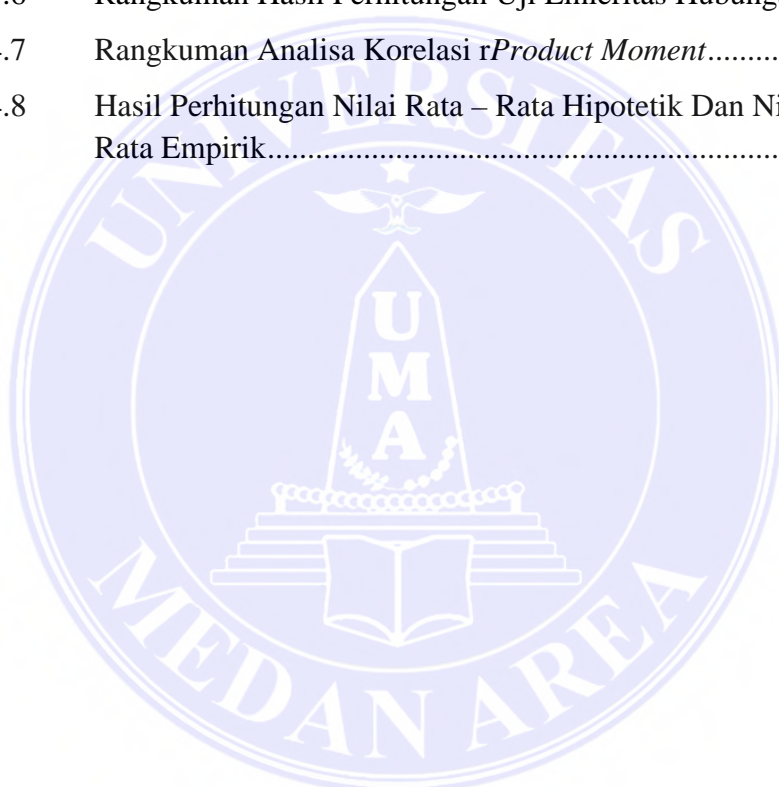 Rangkuman Hasil Perhitungan Uji Linieritas Hubung
.7 Rangkuman Analisa Korelasi rProduct Moment..........
.8 Hasil Perhitungan Nilai Rata – Rata Hipotetik Dan Ni
Rata Empirik..................................................................
UNIVERSITAS
UMA
MEDAN AREA